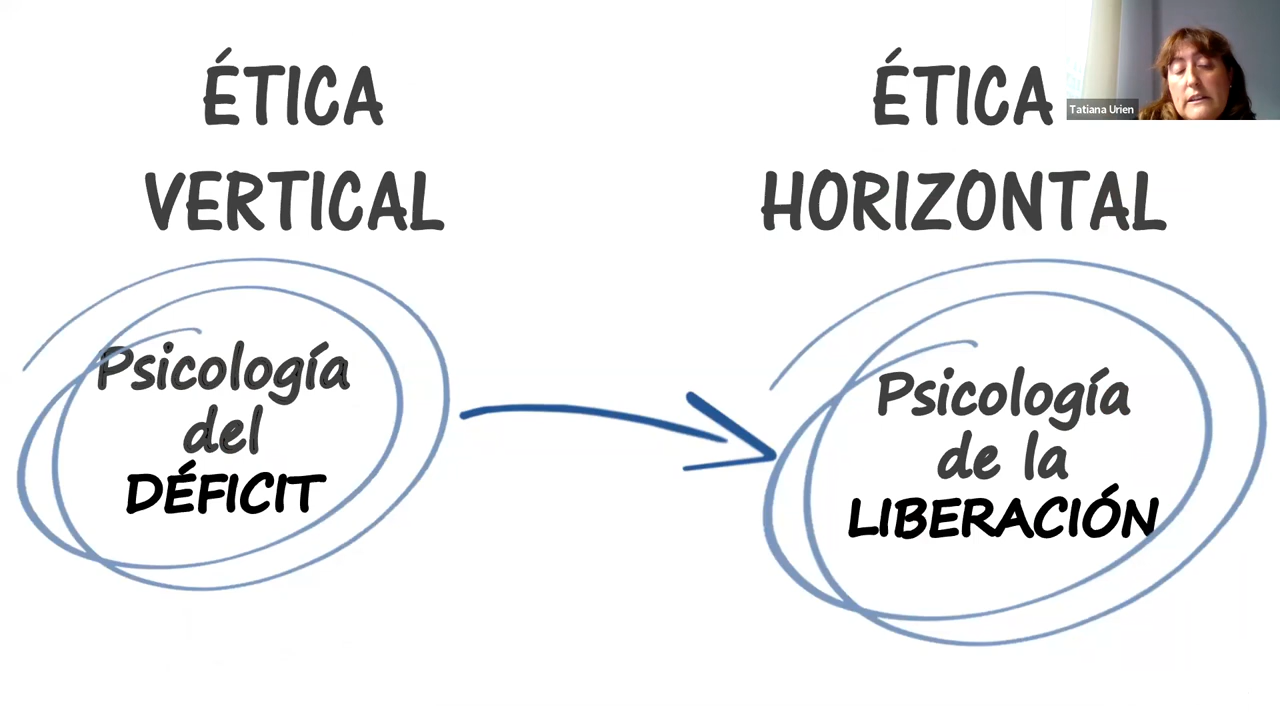 ÉTICA
VERTICAL
Psicología
del
DÉFICIT
ÉTICA
HORIZONTAL
Psicología
de la
LIBERACIÓN
Tatiana Urien